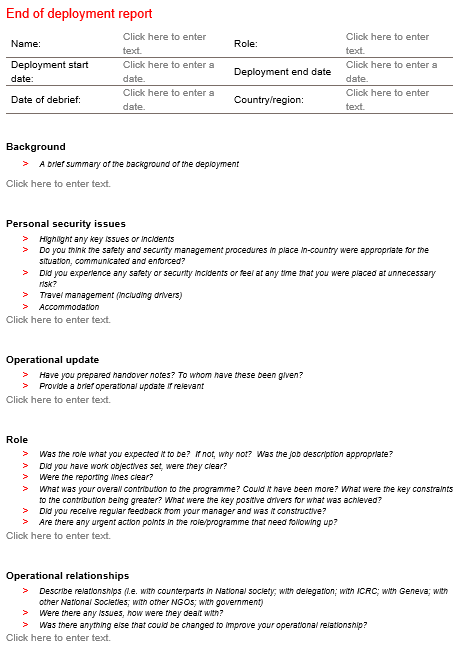 End of deployment report
Name: Click here to enter text. Role: Click here to enter text.
Deployment start date: Click here to enter a date. Deployment end date Click here to enter a date.
Date of debrief: Click here to enter a date. Country/region: Click here to enter text.
Background
> A brief summary of the background of the deployment
Click here to enter text.
Personal security issues
> Highlight any key issues or incidents
> Do you think the safety and security management procedures in place in-country were appropriate for the
situation, communicated and enforced?
> Did you experience any safety or security incidents or feel at any time that you were placed at unnecessary
risk?
> Travel management (including drivers)
> Accommodation
Click here to enter text.
Operational update
> Have you prepared handover notes? To whom have these been given?
> Provide a brief operational update if relevant
Click here to enter text.
Role
> Was the role what you expected it to be? If not, why not? Was the job description appropriate?
> Did you have work objectives set, were they clear?
> Were the reporting lines clear?
> What was your overall contribution to the programme? Could it have been more? What were the key constraints
to the contribution being greater? What were the key positive drivers for what was achieved?
> Did you receive regular feedback from your manager and was it constructive?
> Are there any urgent action points in the role/programme that need following up?
Click here to enter text.
Operational relationships
> Describe relationships (i.e. with counterparts in National society; with delegation; with ICRC; with Geneva; with
other National Societies; with other NGOs; with government)
> Were there any issues, how were they dealt with?
> Was there anything else that could be changed to improve your operational relationship?
Click here to enter text.